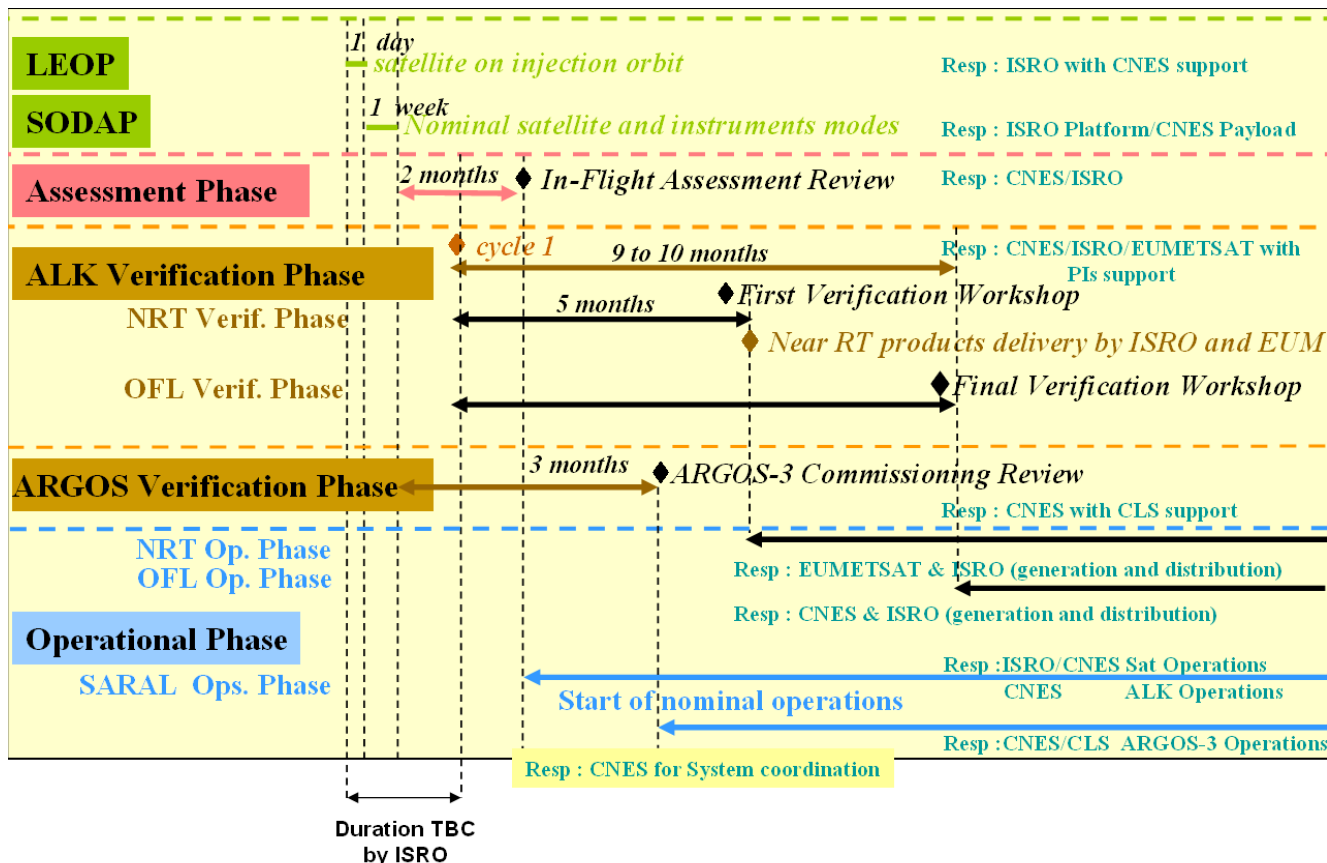 1 day
LEOP
satellite on injection orbit
Resp : ISRO with CNES support
1 week
SODAP
Nominal satellite and instruments modes
Resp : ISRO Platform/CNES Payload
2 months
Assessment Phase
In-Flight Assessment Review
Resp : CNES/ISRO
cycle 1
9 to 10 months
Resp : CNES/ISRO/EUMETSAT with
PIs support
ALK Verification Phase
First Verification Workshop
5 months
NRT Verif. Phase
Near RT products delivery by ISRO and EUM
OFL Verif. Phase
Final Verification Workshop
3 months
ARGOS-3 Commissioning Review
ARGOS Verification Phase
Resp : CNES with CLS support
NRT Op. Phase
Resp : EUMETSAT & ISRO (generation and distribution)
OFL Op. Phase
Resp : CNES & ISRO (generation and distribution)
Operational Phase
Resp :ISRO/CNES Sat Operations
SARAL Ops. Phase
Start of nominal operations
CNES ALK Operations
Resp :CNES/CLS ARGOS-3 Operations
Resp : CNES for System coordination
Duration TBC
by ISRO